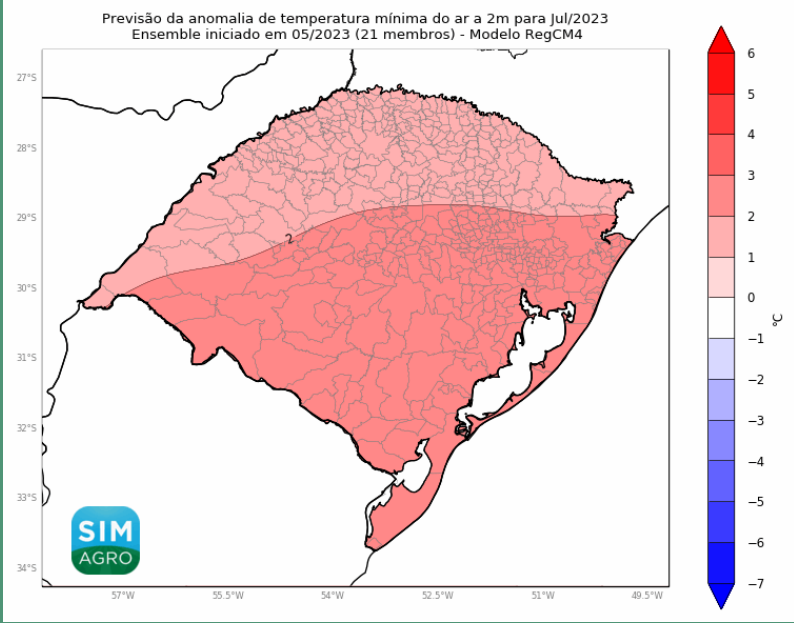 Previsão da anomalia de temperatura mínima do ar a 2m para Jul/2023
Ensemble iniciado em 05/2023 (21 membros) - Modelo RegCM4
27°S
28°S
29°S
30°S
31°S
32°S
33°S
34°S
2
SIM
AGRO
57°W
55.5°W
54°W
52.5°W
51°W
49.5°W
6
5
4
3
2
1
0
−1
−2
−3
−4
−5
−6
−7
°C